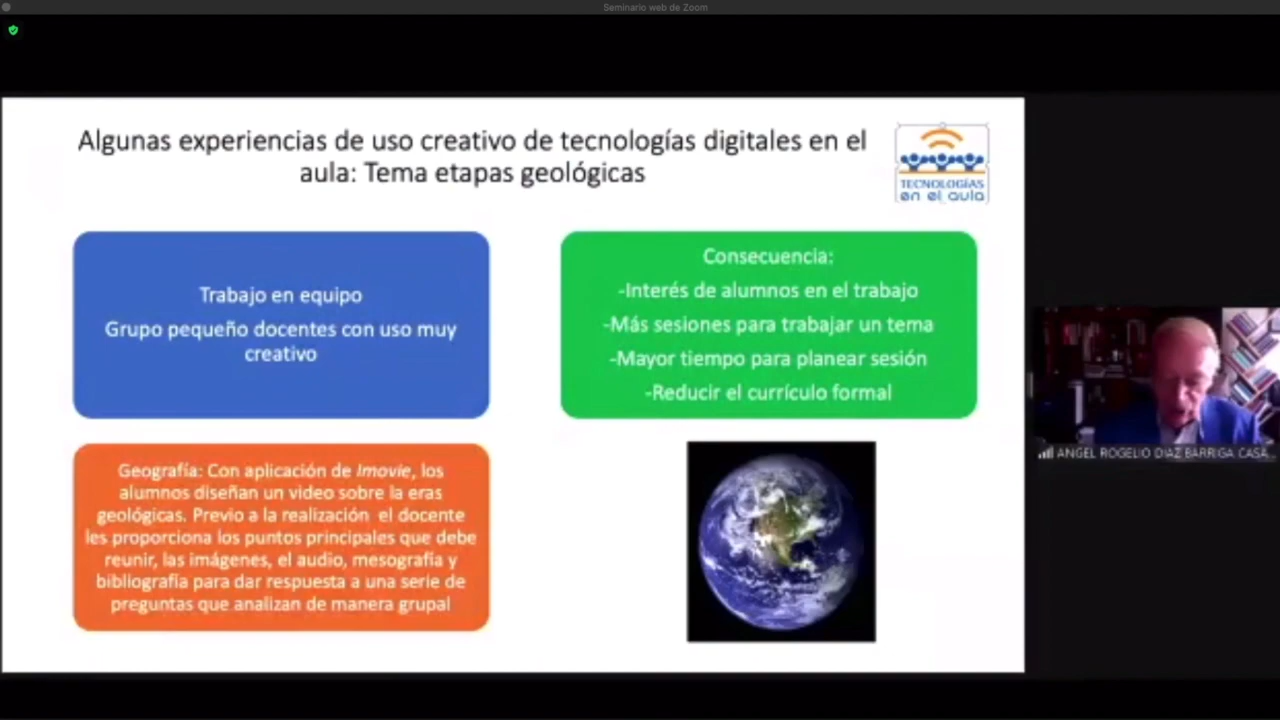 Seminario web de Zoom
Algunas experiencias de uso creativo de tecnologías digitales en el
aula: Tema etapas geológicas
TECNOLOGÍAS
en el aula
Trabajo en equipo
Grupo pequeño docentes con uso muy
creativo
Consecuencia:
-Interés de alumnos en el trabajo
-Más sesiones para trabajar un tema
-Mayor tiempo para planear sesión
-Reducir el currículo formal
Geografía: Con aplicación de Imovie, los
alumnos diseñan un video sobre la eras
geológicas. Previo a la realización el docente
les proporciona los puntos principales que debe
reunir, las imágenes, el audio, mesografía y
bibliografía para dar respuesta a una serie de
preguntas que analizan de manera grupal
ANGEL ROGELIO DIAZ BARRIGA CASA...